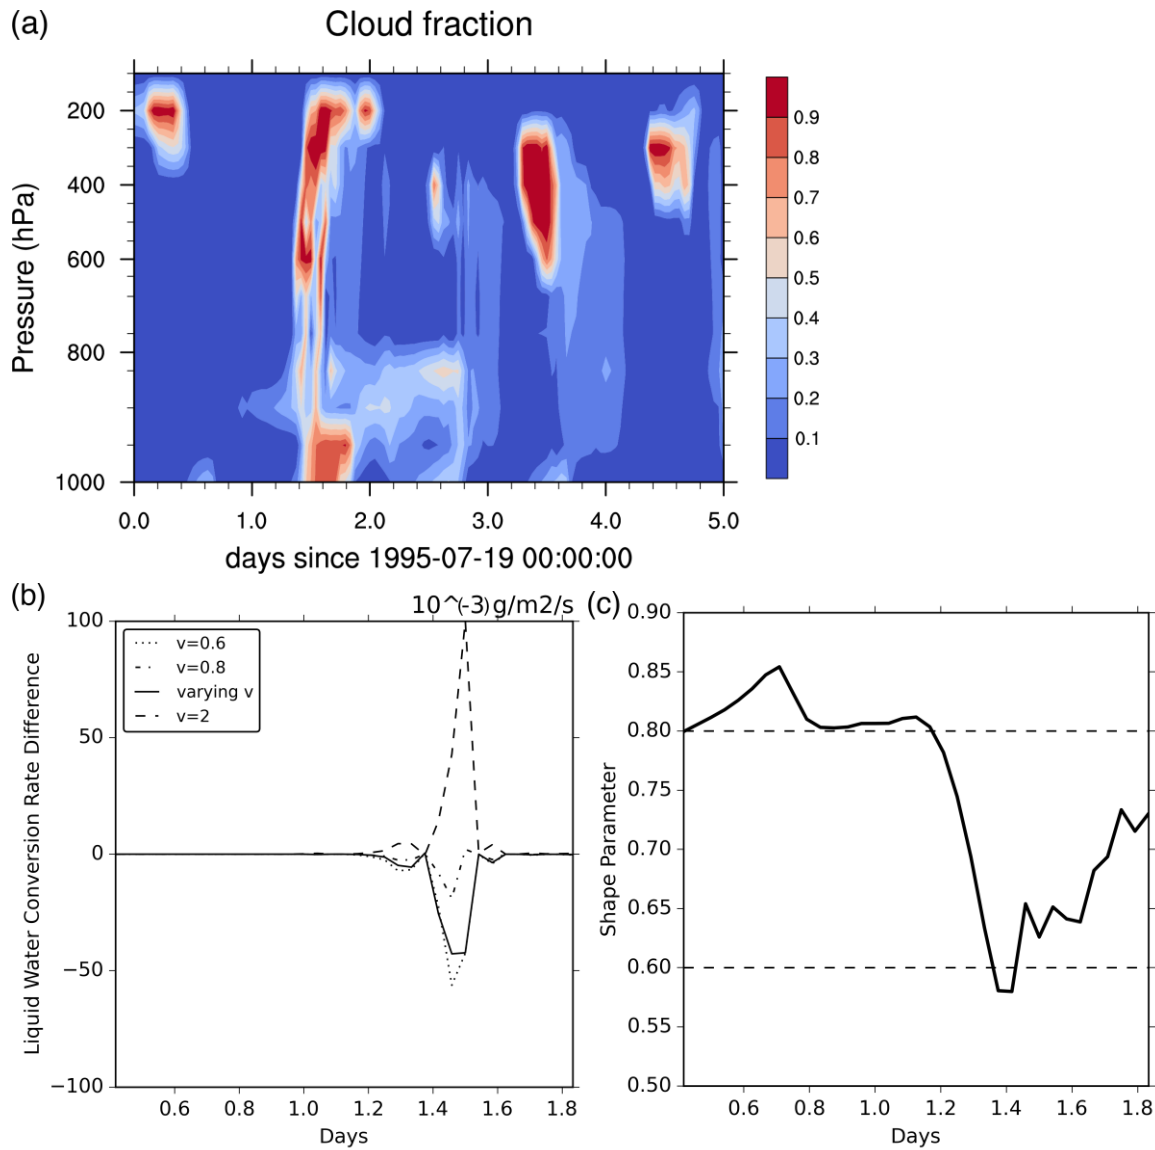 (a)
Cloud fraction
Pressure (hPa)
200
400
600
800
1000
0.0 1.0 2.0 3.0 4.0 5.0
days since 1995-07-19 00:00:00
0.9
0.8
0.7
0.6
0.5
0.4
0.3
0.2
0.1
(b)
10^(-3)g/m2/s
Liquid Water Conversion Rate Difference
100
50
0
−50
−100
v=0.6
v=0.8
varying v
v=2
0.6 0.8 1.0 1.2 1.4 1.6 1.8
Days
(c)
Shape Parameter
0.90
0.85
0.80
0.75
0.70
0.65
0.60
0.55
0.50
0.6 0.8 1.0 1.2 1.4 1.6 1.8
Days